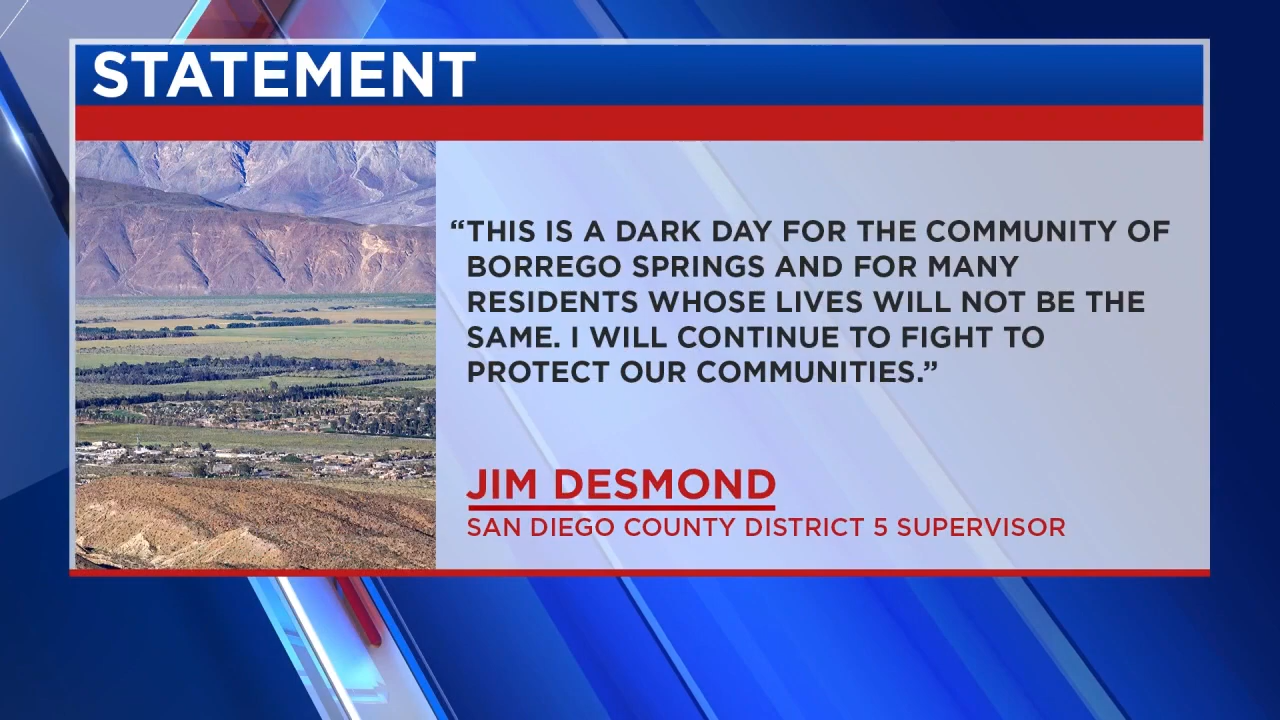 STATEMENT
“THIS IS A DARK DAY FOR THE COMMUNITY OF
BORREGO SPRINGS AND FOR MANY
RESIDENTS WHOSE LIVES WILL NOT BE THE
SAME. I WILL CONTINUE TO FIGHT TO
PROTECT OUR COMMUNITIES.”
JIM DESMOND
SAN DIEGO COUNTY DISTRICT 5 SUPERVISOR